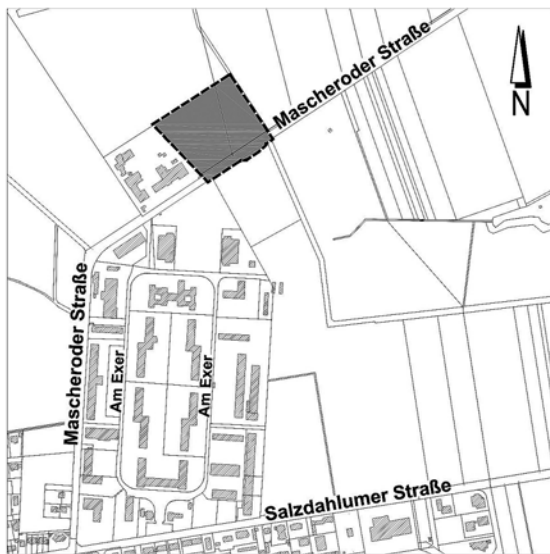 Mascheroder Straße
N
Mascheroder Straße
Am Exer
Am Exer
Salzdahlumer Straße